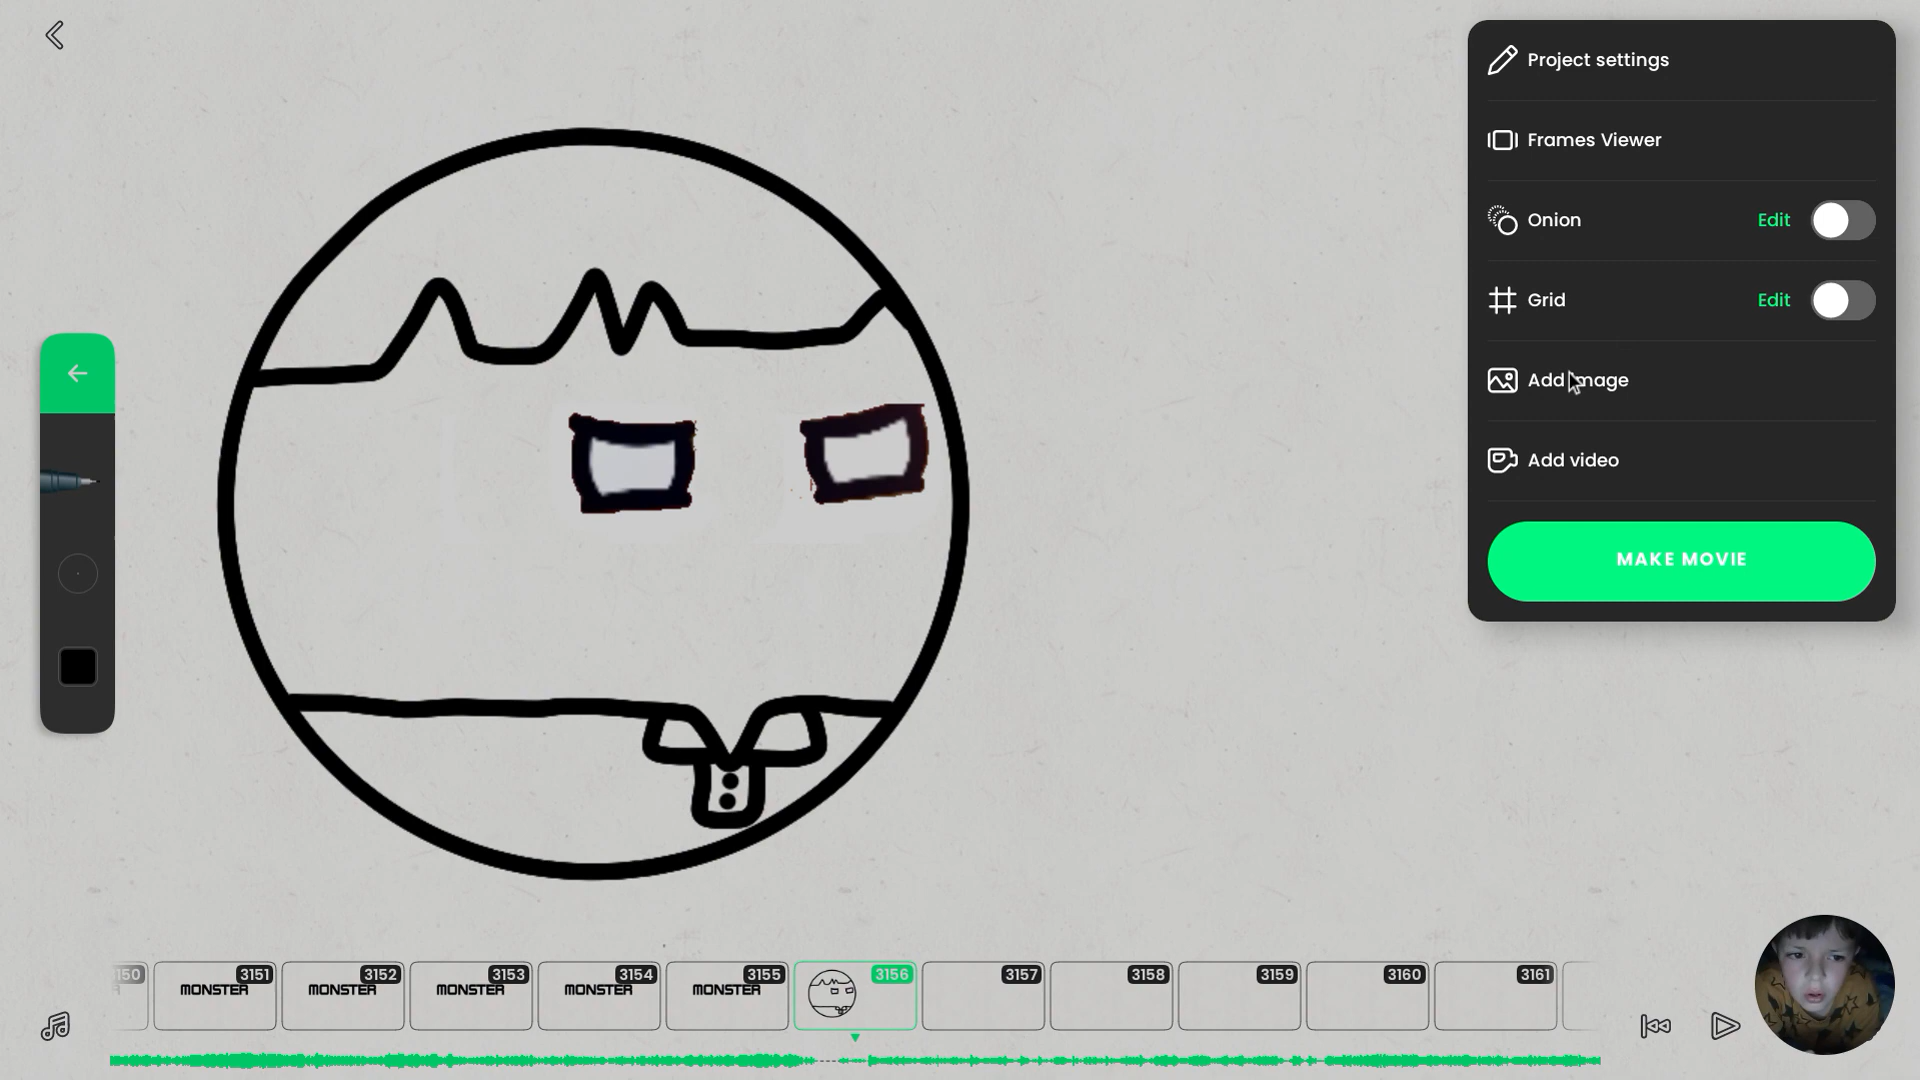 Project settings
Frames Viewer
Onion Edit
Grid Edit
Add image
Add video
MAKE MOVIE
150 3151 3152 3153 3154 3155 3156 3157 3158 3159 3160 3161
MONSTER MONSTER MONSTER MONSTER MONSTER